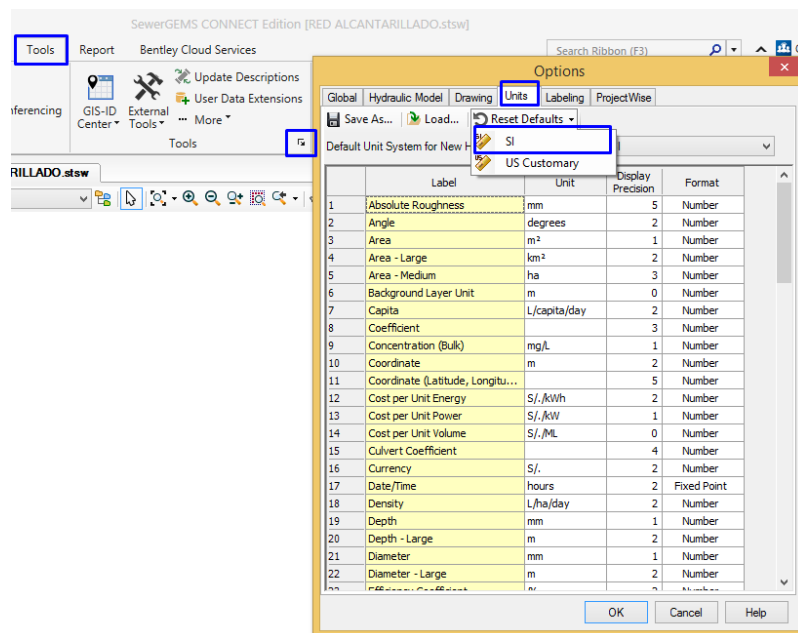 SewerGEMS CONNECT Edition [RED ALCANTARILLADO.stsw]
Tools Report Bentley Cloud Services
Search Ribbon (F3)
Update Descriptions
User Data Extensions
More
GIS-ID Center
External Tools
Tools
Options
Global Hydraulic Model Drawing Units Labeling ProjectWise
Save As... Load... Reset Defaults
Default Unit System for New H
SI
US Customary
Label Unit Display Precision Format
1 Absolute Roughness mm 5 Number
2 Angle degrees 2 Number
3 Area m² 1 Number
4 Area - Large km² 2 Number
5 Area - Medium ha 3 Number
6 Background Layer Unit m 0 Number
7 Capita L/capita/day 2 Number
8 Coefficient 3 Number
9 Concentration (Bulk) mg/L 1 Number
10 Coordinate m 2 Number
11 Coordinate (Latitude, Longitu... 5 Number
12 Cost per Unit Energy S/./kWh 2 Number
13 Cost per Unit Power S/./kW 1 Number
14 Cost per Unit Volume S/./ML 0 Number
15 Culvert Coefficient 4 Number
16 Currency S/. 2 Number
17 Date/Time hours 2 Fixed Point
18 Density L/ha/day 2 Number
19 Depth mm 1 Number
20 Depth - Large m 2 Number
21 Diameter mm 1 Number
22 Diameter - Large m 2 Number
OK Cancel Help